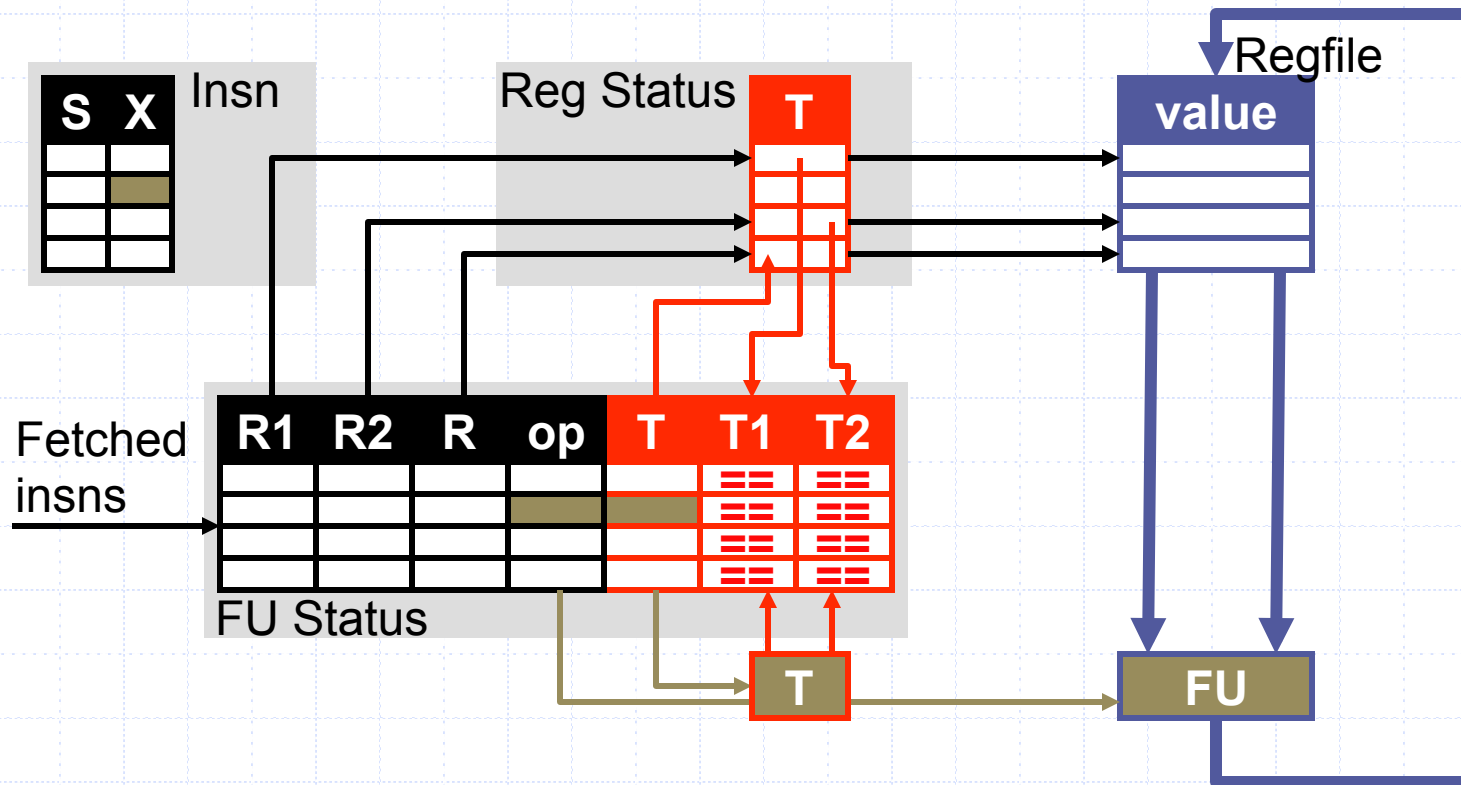 Regfile
Insn
Reg Status
S X
T
value
R1 R2 R op T T1 T2
Fetched
insns
== ==
== ==
== ==
== ==
FU Status
T
FU